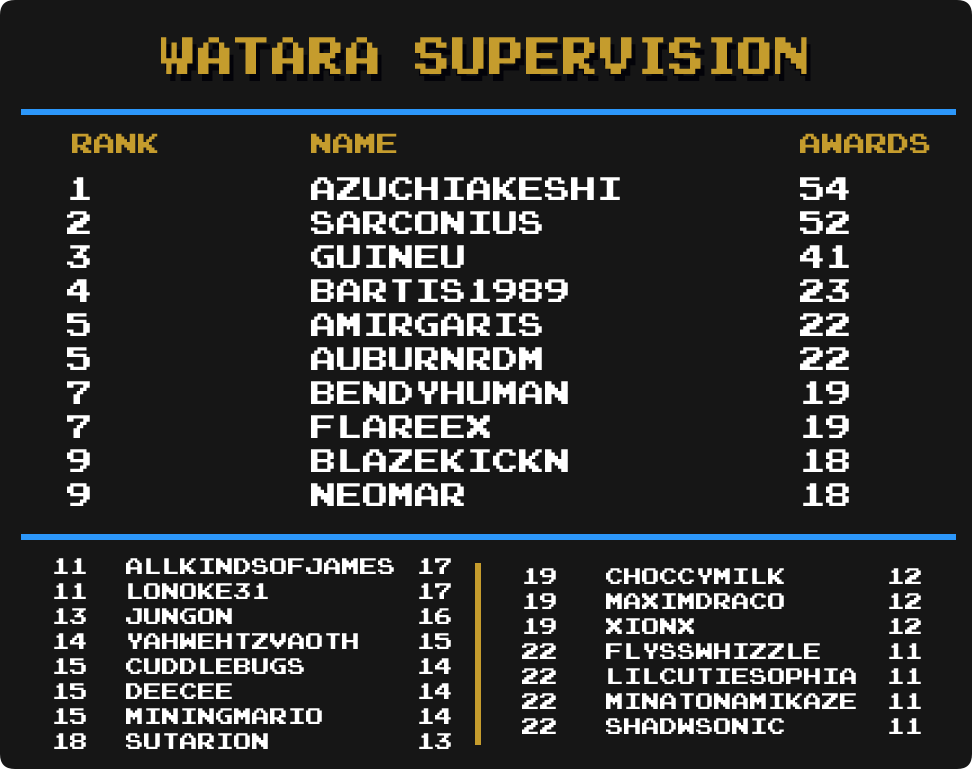 WATARA SUPERVISION
RANK NAME AWARDS
1 AZUCHIAKESHI 54
2 SARCONIUS 52
3 GUINEU 41
4 BARTIS1989 23
5 AMIRGARIS 22
5 AUBURNRDM 22
7 BENDYHUMAN 19
7 FLAREEX 19
9 BLAZEKICKN 18
9 NEOMAR 18
11 ALLKINDSOFJAMES 17
11 LONOKE31 17
13 JUNGON 16
14 YAHWEHTZVAOTH 15
15 CUDDLEBUGS 14
15 DEECEE 14
15 MININGMARIO 14
18 SUTARION 13
19 CHOCCYMILK 12
19 MAXIMDRACO 12
19 XIONX 12
22 FLYSSWHIZZLE 11
22 LILCUTIESOPHIA 11
22 MINATONAMIKAZE 11
22 SHADWSONIC 11